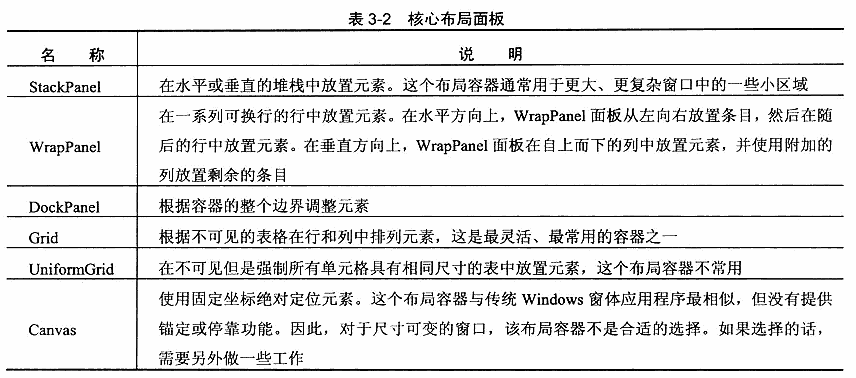 表 3-2 核心布局面板
名 称 说 明
StackPanel 在水平或垂直的堆栈中放置元素。这个布局容器通常用于更大、更复杂窗口中的一些小区域
WrapPanel 在一系列可换行的行中放置元素。在水平方向上，WrapPanel 面板从左向右放置条目，然后在随
后的行中放置元素。在垂直方向上，WrapPanel 面板在自上而下的列中放置元素，并使用附加的
列放置剩余的条目
DockPanel 根据容器的整个边界调整元素
Grid 根据不可见的表格在行和列中排列元素，这是最灵活、最常用的容器之一
UniformGrid 在不可见但是强制所有单元格具有相同尺寸的表中放置元素，这个布局容器不常用
Canvas 使用固定坐标绝对定位元素。这个布局容器与传统 Windows 窗体应用程序最相似，但没有提供
锚定或停靠功能。因此，对于尺寸可变的窗口，该布局容器不是合适的选择。如果选择的话，
需要另外做一些工作